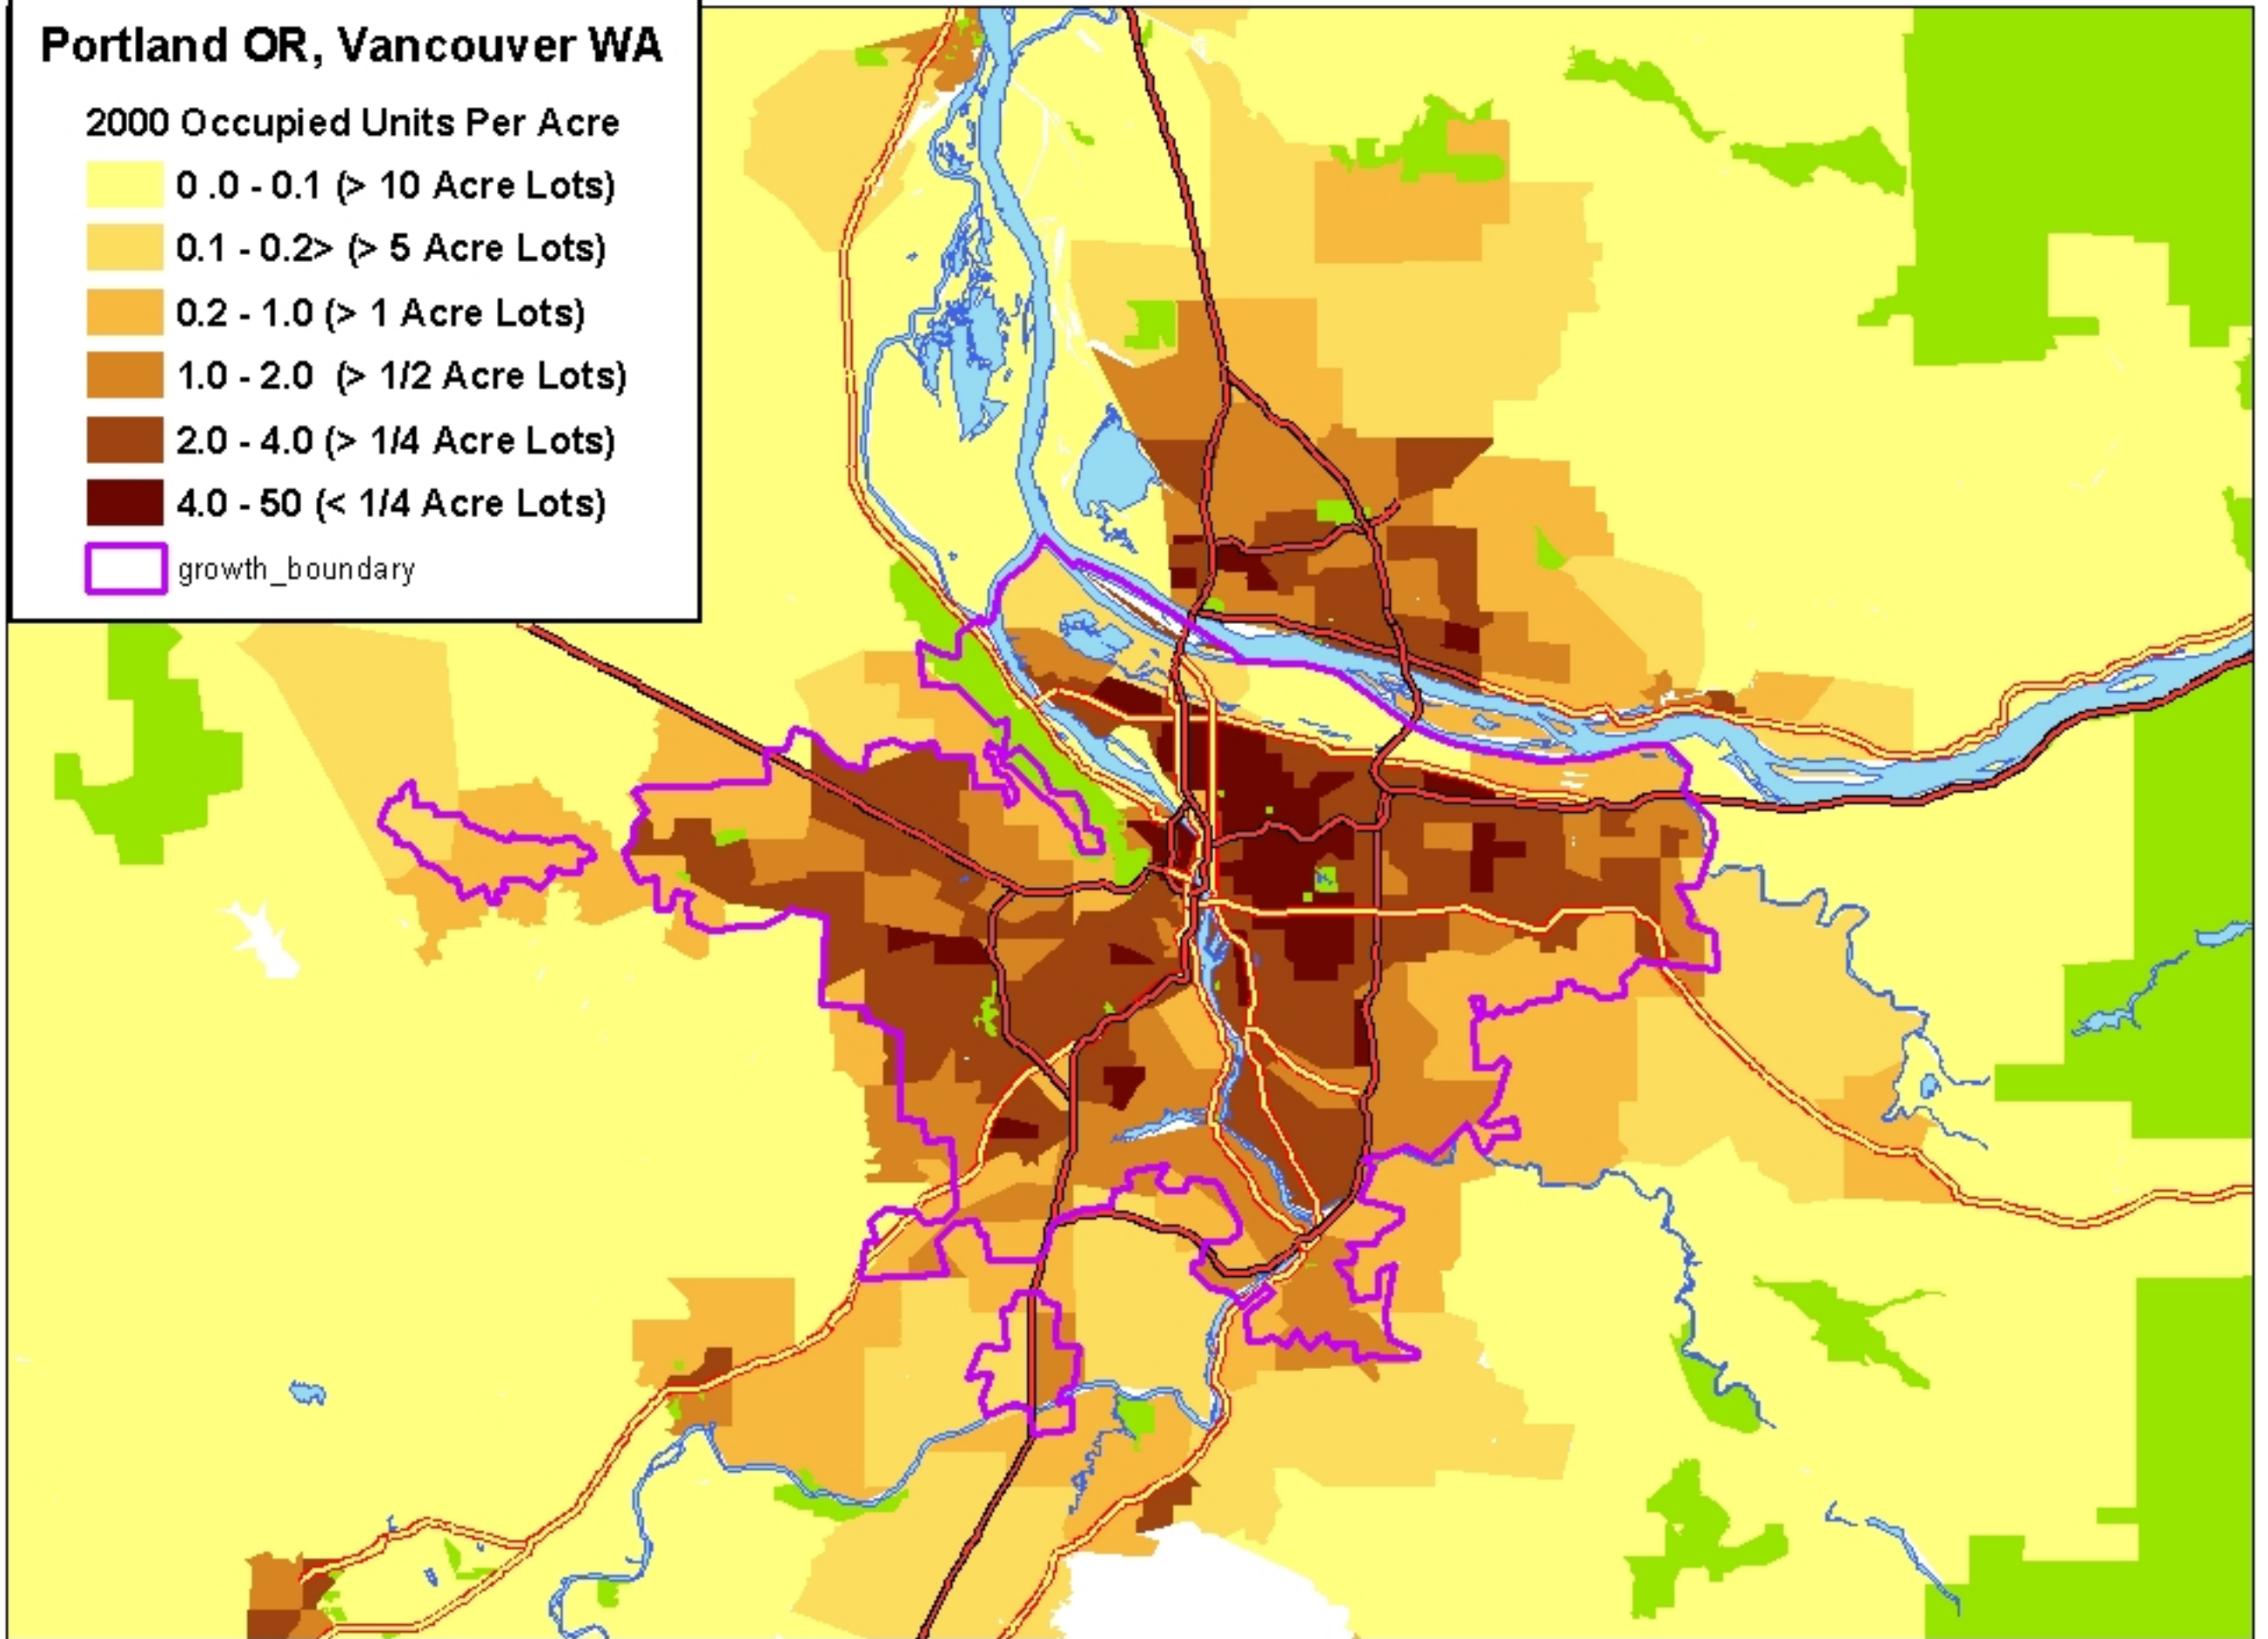 Portland OR, Vancouver WA
2000 Occupied Units Per Acre
0 .0 - 0.1 (> 10 Acre Lots)
0.1 - 0.2> (> 5 Acre Lots)
0.2 - 1.0 (> 1 Acre Lots)
1.0 - 2.0 (> 1/2 Acre Lots)
2.0 - 4.0 (> 1/4 Acre Lots)
4.0 - 50 (< 1/4 Acre Lots)
growth_boundary